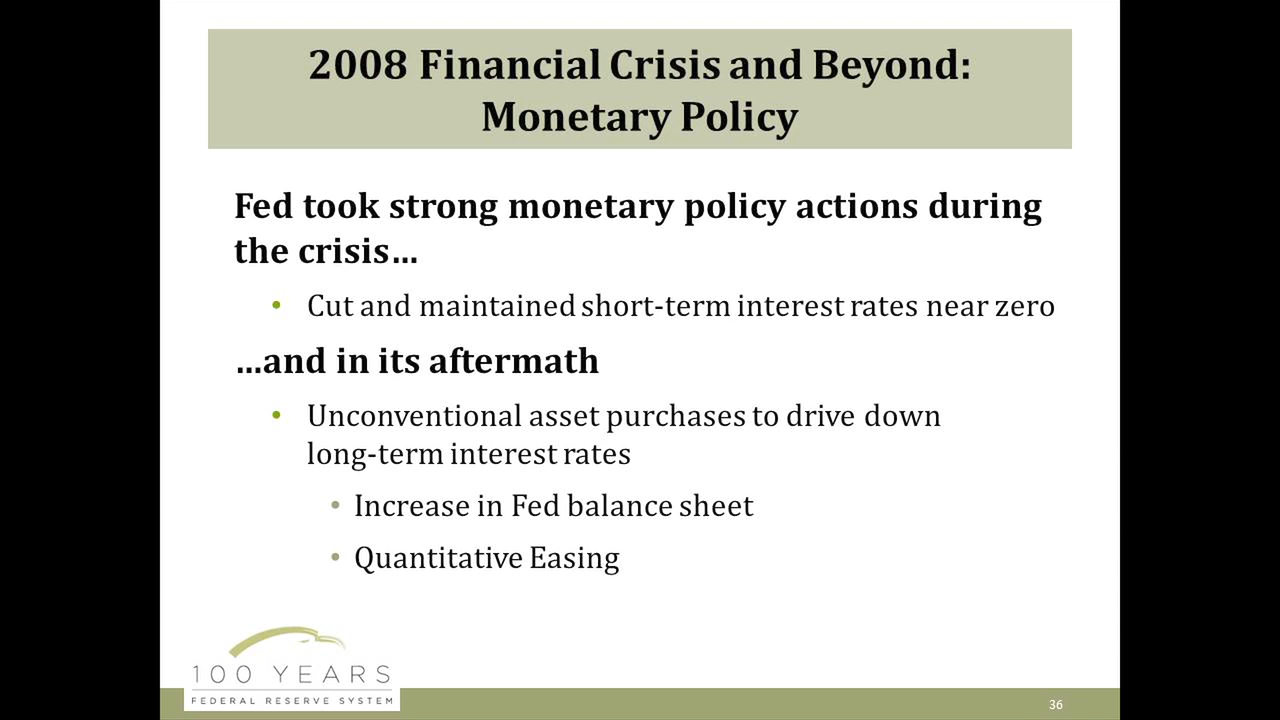 2008 Financial Crisis and Beyond:
Monetary Policy
Fed took strong monetary policy actions during
the crisis…
• Cut and maintained short-term interest rates near zero
…and in its aftermath
• Unconventional asset purchases to drive down
long-term interest rates
• Increase in Fed balance sheet
• Quantitative Easing
100 YEARS
FEDERAL RESERVE SYSTEM
36